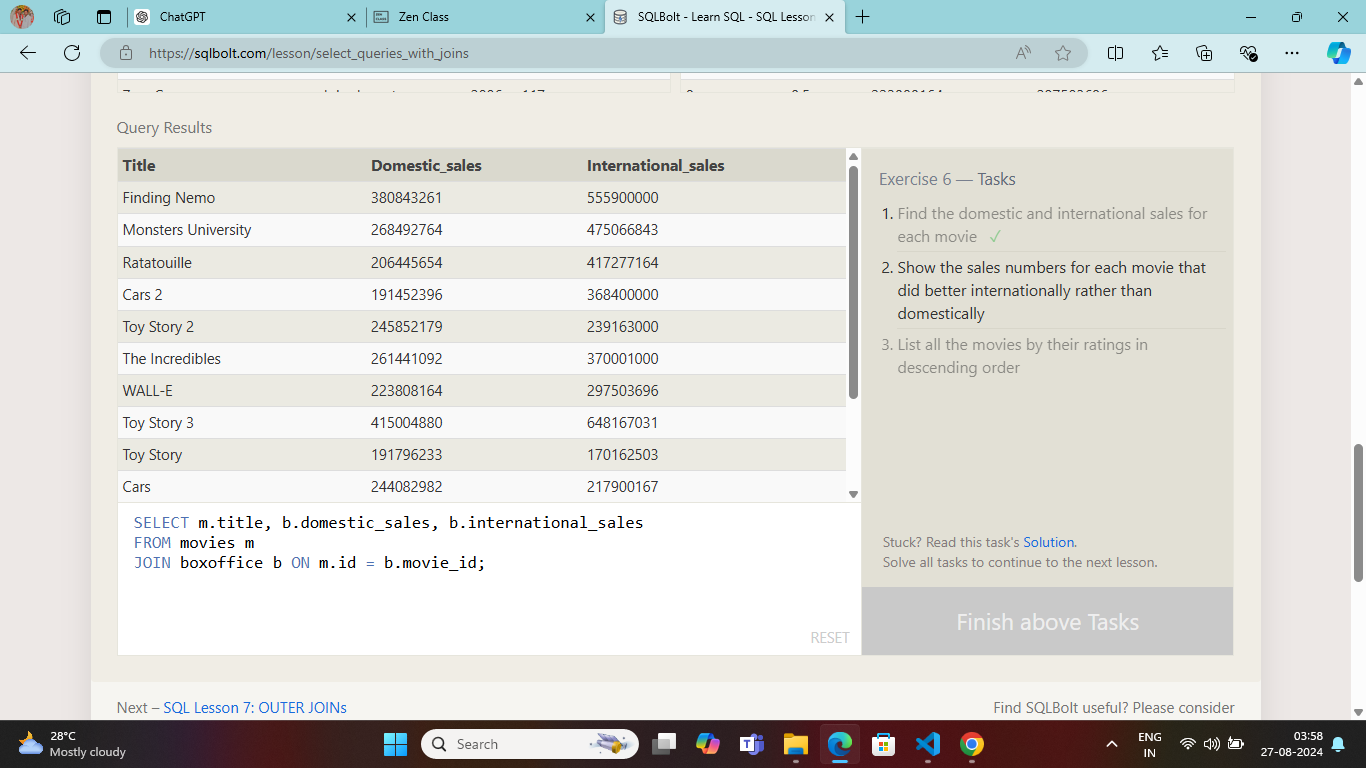 ChatGPT
Zen Class
SQLBolt - Learn SQL - SQL Lesson
https://sqlbolt.com/lesson/select_queries_with_joins
Query Results
Title Domestic_sales International_sales
Finding Nemo 380843261 555900000
Monsters University 268492764 475066843
Ratatouille 206445654 417277164
Cars 2 191452396 368400000
Toy Story 2 245852179 239163000
The Incredibles 261441092 370001000
WALL-E 223808164 297503696
Toy Story 3 415004880 648167031
Toy Story 191796233 170162503
Cars 244082982 217900167
SELECT m.title, b.domestic_sales, b.international_sales
FROM movies m
JOIN boxoffice b ON m.id = b.movie_id;
RESET
Exercise 6 — Tasks
1. Find the domestic and international sales for
each movie ✓
2. Show the sales numbers for each movie that
did better internationally rather than
domestically
3. List all the movies by their ratings in
descending order
Stuck? Read this task's Solution.
Solve all tasks to continue to the next lesson.
Finish above Tasks
Next – SQL Lesson 7: OUTER JOINs
Find SQLBolt useful? Please consider
28°C
Mostly cloudy
Search
ENG
IN
03:58
27-08-2024